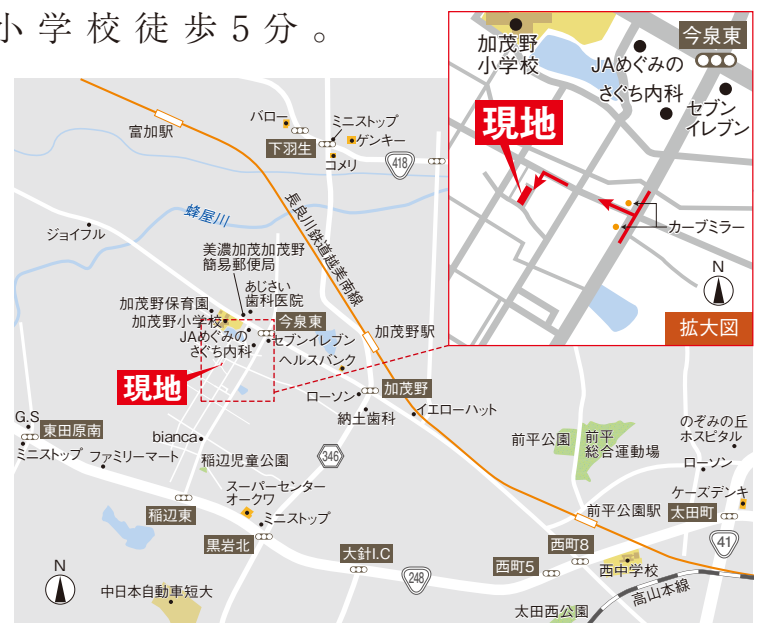 小学校徒歩5分。
加茂野
小学校
今泉東
JAめぐみの
さぐち内科
セブン
イレブン
現地
カーブミラー
N
拡大図
富加駅
バロー
ミニストップ
ゲンキー
下羽生
コメリ
418
長良川鉄道越美南線
蜂屋川
ジョイフル
美濃加茂加茂野
簡易郵便局
あじさい
歯科医院
加茂野保育園
加茂野小学校
今泉東
JAめぐみの
セブンイレブン
さぐち内科
加茂野駅
ヘルスバンク
現地
ローソン
加茂野
イエローハット
納土歯科
G.S
東田原南
ミニストップ
ファミリーマート
bianca
稲辺児童公園
346
前平公園
前平
総合運動場
のぞみの丘
ホスピタル
ローソン
ケーズデンキ
太田町
前平公園駅
スーパーセンター
オークワ
ミニストップ
稲辺東
黒岩北
大針I.C
248
西町8
西町5
41
西中学校
高山本線
太田西公園
N
中日本自動車短大